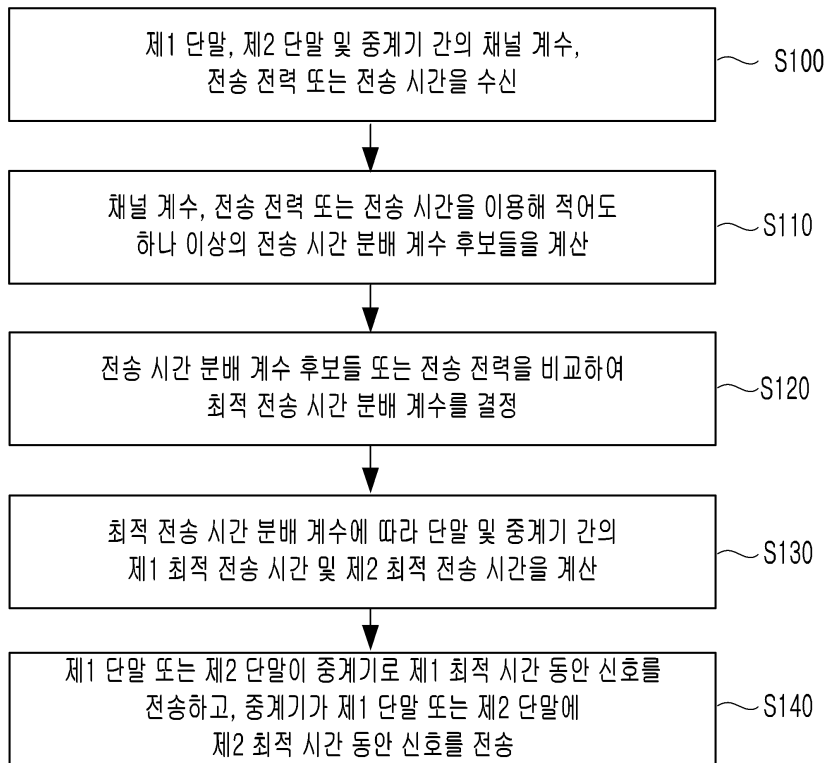 제1 단말, 제2 단말 및 중계기 간의 채널 계수,
전송 전력 또는 전송 시간을 수신
S100
채널 계수, 전송 전력 또는 전송 시간을 이용해 적어도
하나 이상의 전송 시간 분배 계수 후보들을 계산
S110
전송 시간 분배 계수 후보들 또는 전송 전력을 비교하여
최적 전송 시간 분배 계수를 결정
S120
최적 전송 시간 분배 계수에 따라 단말 및 중계기 간의
제1 최적 전송 시간 및 제2 최적 전송 시간을 계산
S130
제1 단말 또는 제2 단말이 중계기로 제1 최적 시간 동안 신호를
전송하고, 중계기가 제1 단말 또는 제2 단말에
제2 최적 시간 동안 신호를 전송
S140